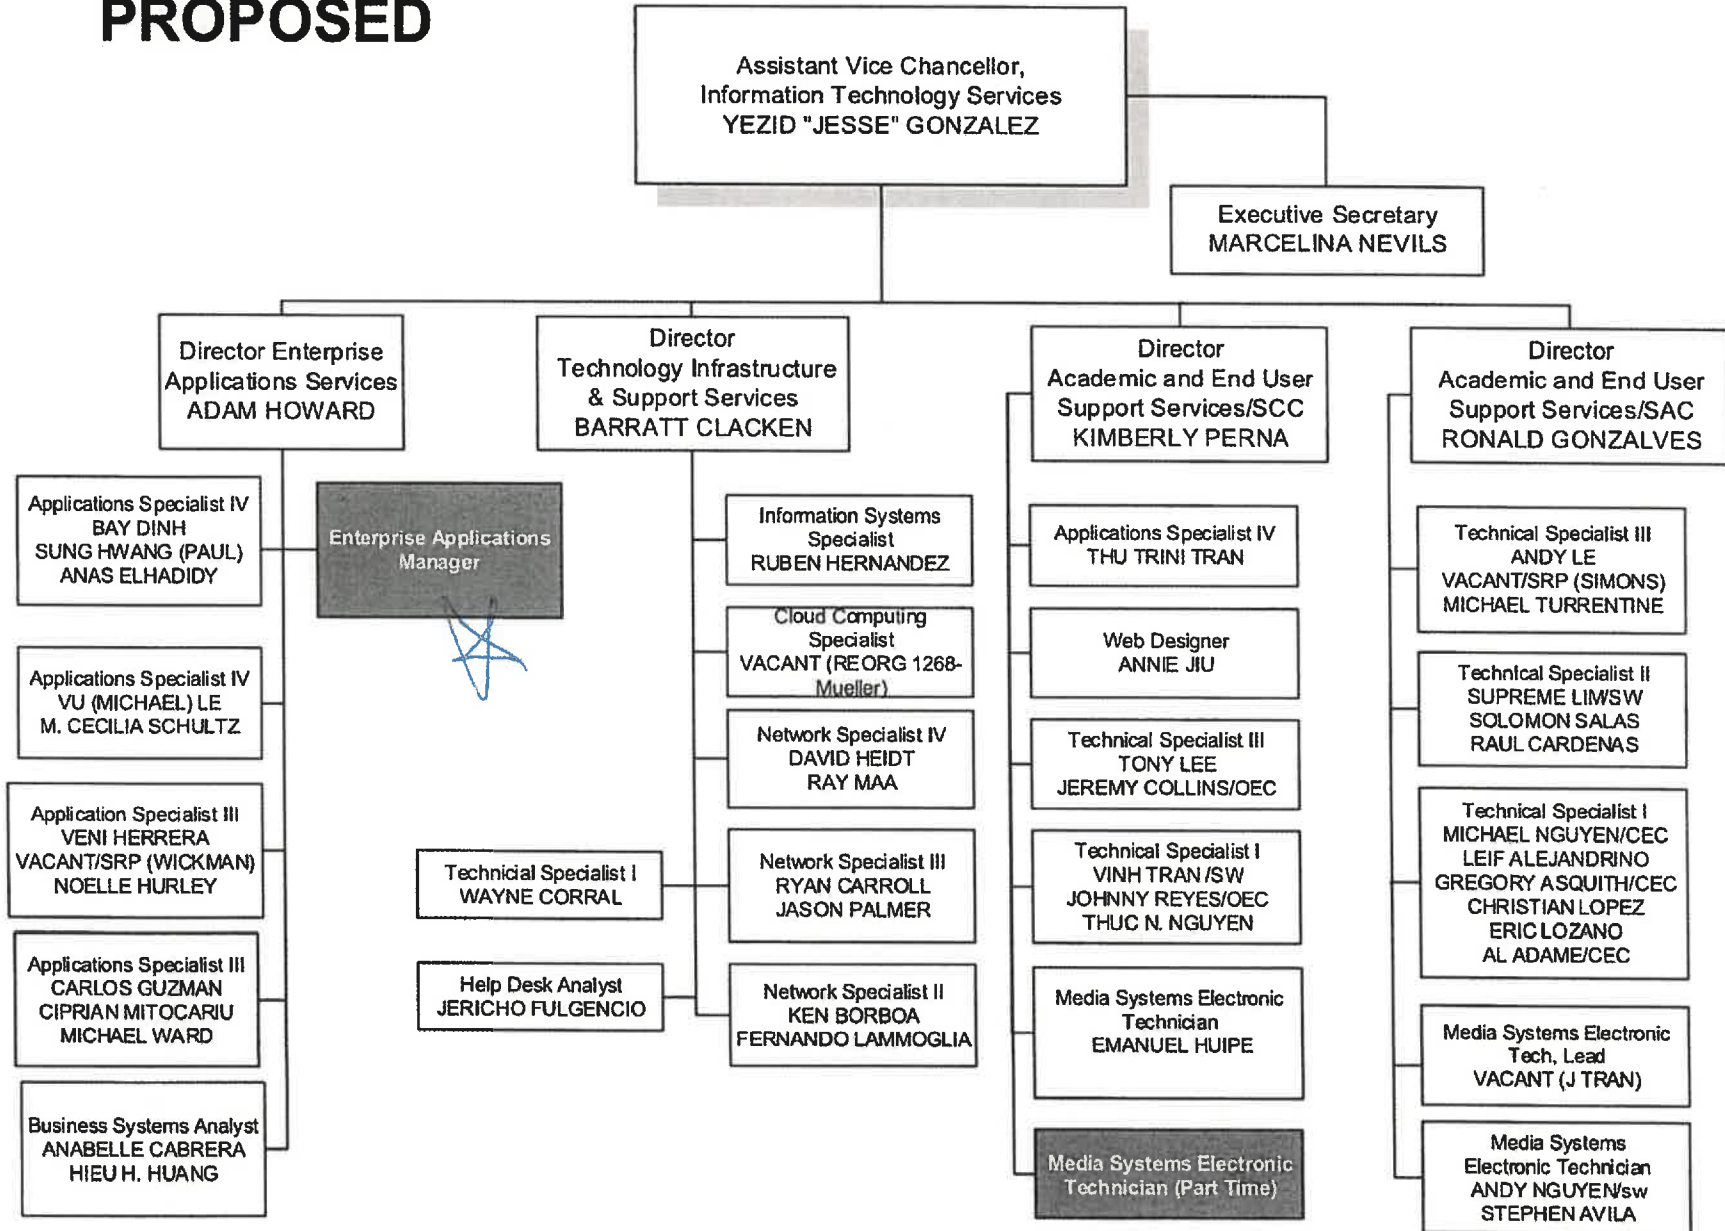 PROPOSED
Assistant Vice Chancellor,
Information Technology Services
YEZID "JESSE" GONZALEZ
Executive Secretary
MARCELINA NEVILS
Director Enterprise
Applications Services
ADAM HOWARD
Applications Specialist IV
BAY DINH
SUNG HWANG (PAUL)
ANAS ELHADIDY
Enterprise Applications
Manager
Applications Specialist IV
VU (MICHAEL) LE
M. CECILIA SCHULTZ
Application Specialist III
VENI HERRERA
VACANT/SRP (WICKMAN)
NOELLE HURLEY
Applications Specialist III
CARLOS GUZMAN
CIPRIAN MITOCARIU
MICHAEL WARD
Business Systems Analyst
ANABELLE CABRERA
HIEU H. HUANG
Director
Technology Infrastructure
& Support Services
BARRATT CLACKEN
Information Systems
Specialist
RUBEN HERNANDEZ
Cloud Computing
Specialist
VACANT (REORG 1268-
Mueller)
Network Specialist IV
DAVID HEIDT
RAY MAA
Technicial Specialist I
WAYNE CORRAL
Network Specialist III
RYAN CARROLL
JASON PALMER
Help Desk Analyst
JERICHO FULGENCIO
Network Specialist II
KEN BORBOA
FERNANDO LAMMOGLIA
Director
Academic and End User
Support Services/SCC
KIMBERLY PERNA
Applications Specialist IV
THU TRINI TRAN
Web Designer
ANNIE JIU
Technical Specialist III
TONY LEE
JEREMY COLLINS/OEC
Technical Specialist I
VINH TRAN /SW
JOHNNY REYES/OEC
THUC N. NGUYEN
Media Systems Electronic
Technician
EMANUEL HUIPE
Media Systems Electronic
Technician (Part Time)
Director
Academic and End User
Support Services/SAC
RONALD GONZALVES
Technical Specialist III
ANDY LE
VACANT/SRP (SIMONS)
MICHAEL TURRENTINE
Technical Specialist II
SUPREME LIM/SW
SOLOMON SALAS
RAUL CARDENAS
Technical Specialist I
MICHAEL NGUYEN/CEC
LEIF ALEJANDRINO
GREGORY ASQUITH/CEC
CHRISTIAN LOPEZ
ERIC LOZANO
AL ADAME/CEC
Media Systems Electronic
Tech, Lead
VACANT (J TRAN)
Media Systems
Electronic Technician
ANDY NGUYEN/sw
STEPHEN AVILA